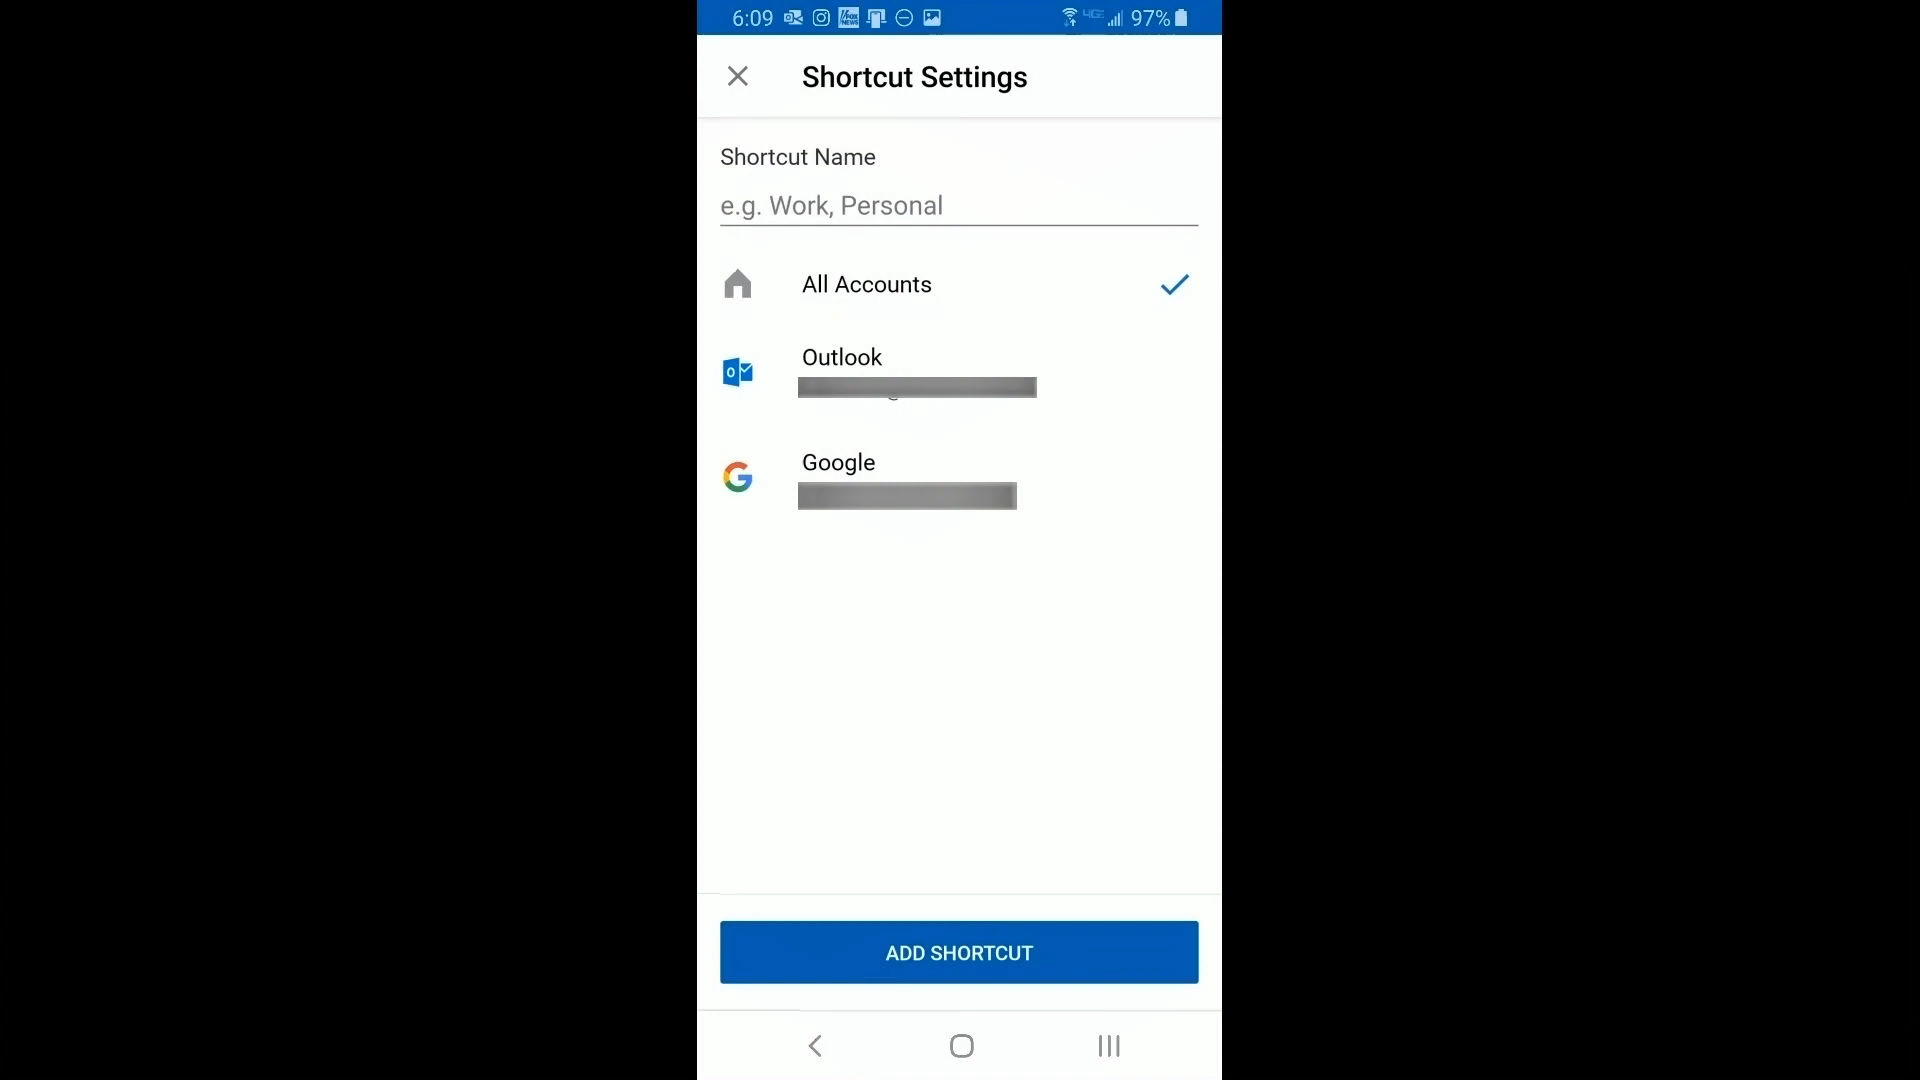 6:09 97%
Shortcut Settings
Shortcut Name
e.g. Work, Personal
All Accounts
Outlook
Google
ADD SHORTCUT